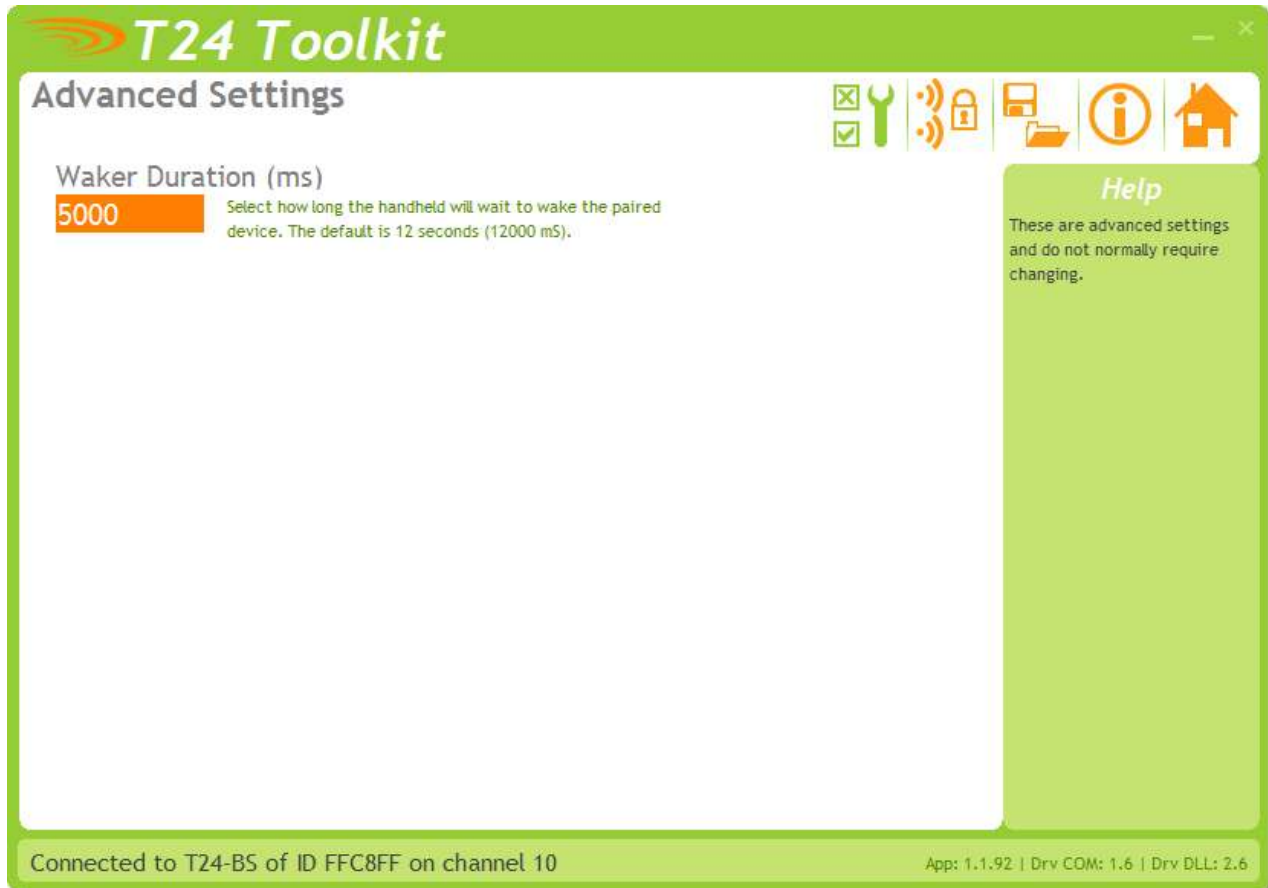 T24 Toolkit
Advanced Settings
Waker Duration (ms)
5000
Select how long the handheld will wait to wake the paired
device. The default is 12 seconds (12000 mS).
Help
These are advanced settings
and do not normally require
changing.
Connected to T24-BS of ID FFC8FF on channel 10
App: 1.1.92 | Drv COM: 1.6 | Drv DLL: 2.6